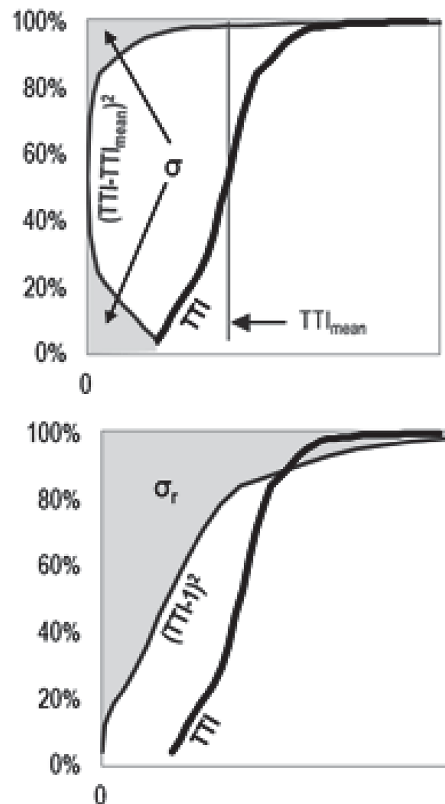 100%
80%
60%
40%
20%
0%
0
(TTI-TTImean)²
α
TTI
TTImean
100%
80%
60%
40%
20%
0%
0
σr
(TTI-1)²
TTI